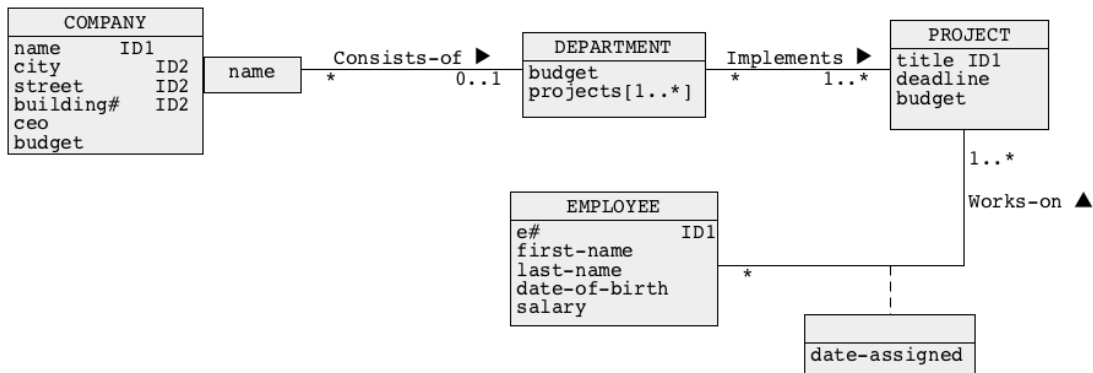 COMPANY
name ID1
city ID2
street ID2
building# ID2
ceo
budget
name
Consists-of ▶
* 0..1
DEPARTMENT
budget
projects[1..*]
Implements ▶
* 1..*
PROJECT
title ID1
deadline
budget
1..*
Works-on ▲
EMPLOYEE
e# ID1
first-name
last-name
date-of-birth
salary
*
date-assigned